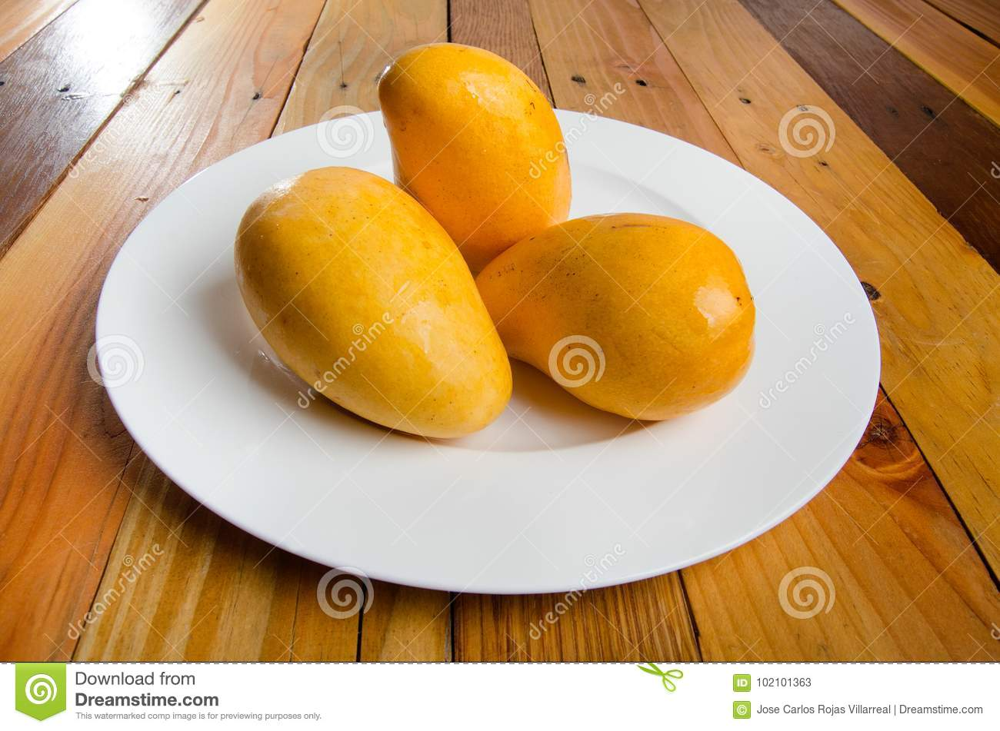 dreamstime
dreamstime
dreamstime
dreamstime
dreamstime
dreamstime
dreamstime
Download from
Dreamstime.com
This watermarked comp image is for previewing purposes only.
ID 102101363
© Jose Carlos Rojas Villarreal | Dreamstime.com